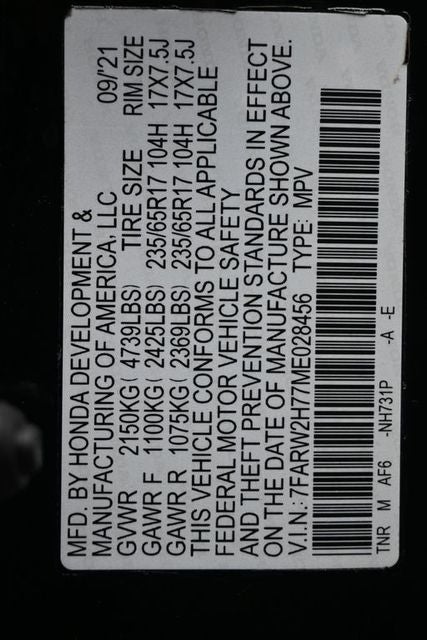 MFD. BY HONDA DEVELOPMENT &
MANUFACTURING OF AMERICA, LLC 09/'21
GVWR 2150KG( 4739LBS) TIRE SIZE RIM SIZE
GAWR F 1100KG( 2425LBS) 235/65R17 104H 17X7.5J
GAWR R 1075KG( 2369LBS) 235/65R17 104H 17X7.5J
THIS VEHICLE CONFORMS TO ALL APPLICABLE
FEDERAL MOTOR VEHICLE SAFETY
AND THEFT PREVENTION STANDARDS IN EFFECT
ON THE DATE OF MANUFACTURE SHOWN ABOVE.
V.I.N.: 7FARW2H77ME028456 TYPE: MPV
TNR M AF6 -NH731P -A -E